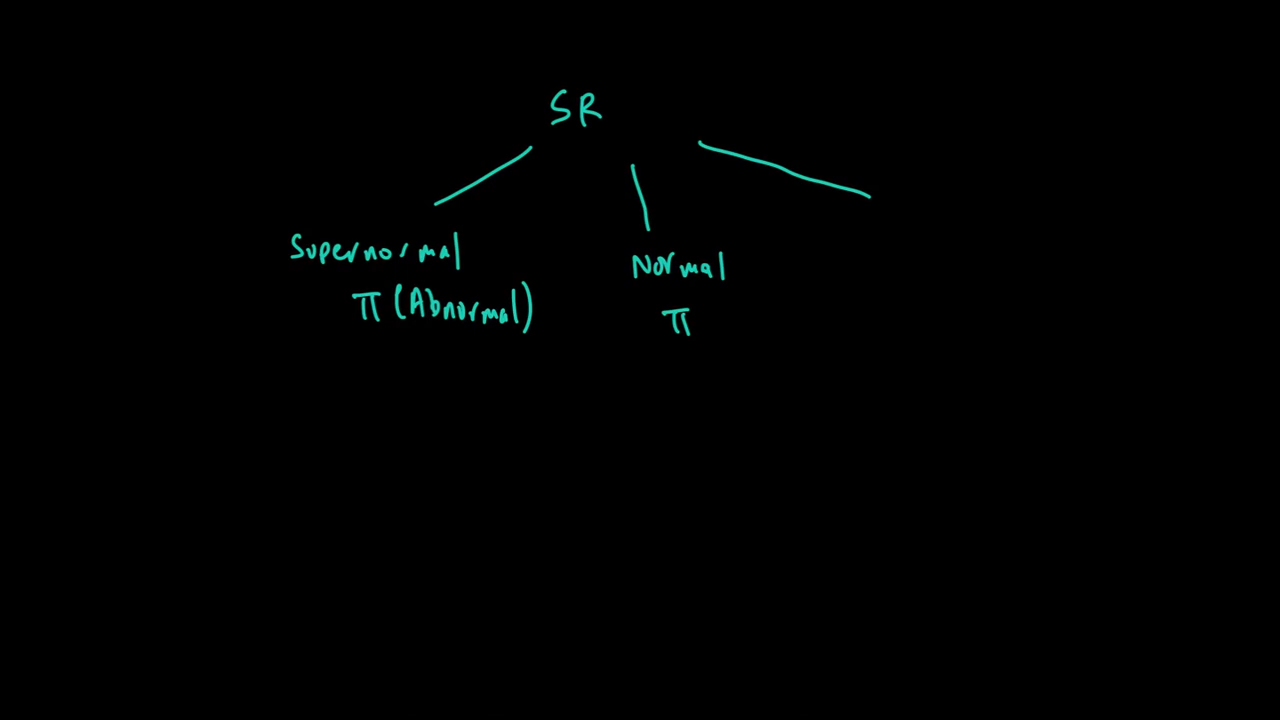 SR
Supernormal
π (Abnormal)
Normal
π